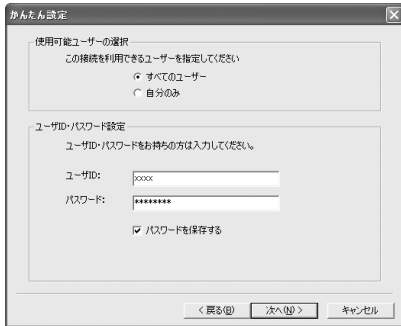 かんたん設定
使用可能ユーザーの選択
この接続を利用できるユーザーを指定してください
すべてのユーザー
自分のみ
ユーザID・パスワード設定
ユーザID・パスワードをお持ちの方は入力してください。
ユーザID:
xxxx
パスワード:
********
パスワードを保存する
< 戻る(B)
次へ(N) >
キャンセル